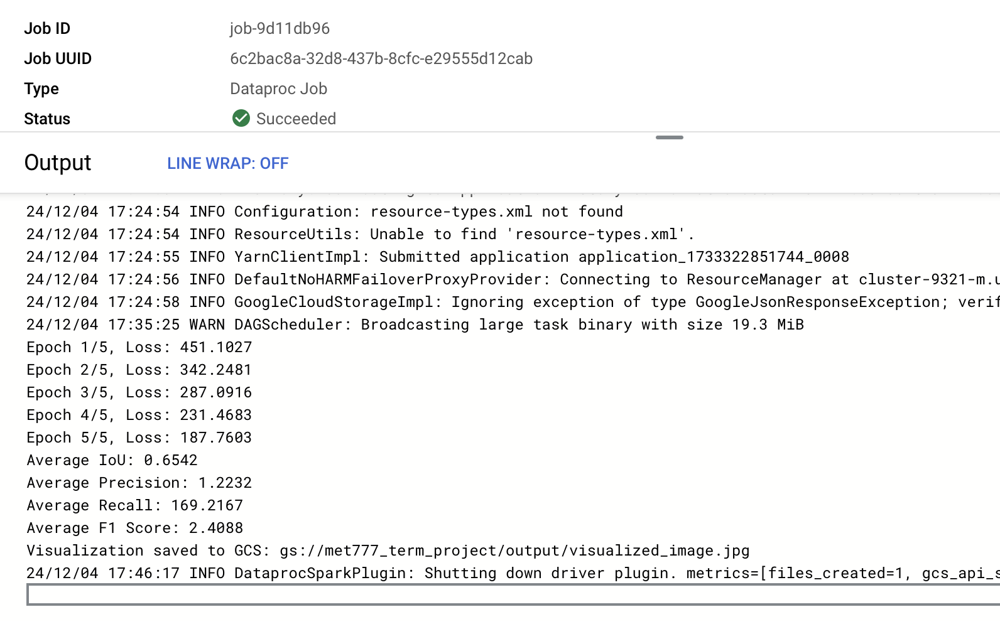 Job ID job-9d11db96
Job UUID 6c2bac8a-32d8-437b-8cfc-e29555d12cab
Type Dataproc Job
Status Succeeded
Output LINE WRAP: OFF
24/12/04 17:24:54 INFO Configuration: resource-types.xml not found
24/12/04 17:24:54 INFO ResourceUtils: Unable to find 'resource-types.xml'.
24/12/04 17:24:55 INFO YarnClientImpl: Submitted application application_1733322851744_0008
24/12/04 17:24:56 INFO DefaultNoHARMFailoverProxyProvider: Connecting to ResourceManager at cluster-9321-m.u
24/12/04 17:24:58 INFO GoogleCloudStorageImpl: Ignoring exception of type GoogleJsonResponseException; verif
24/12/04 17:35:25 WARN DAGScheduler: Broadcasting large task binary with size 19.3 MiB
Epoch 1/5, Loss: 451.1027
Epoch 2/5, Loss: 342.2481
Epoch 3/5, Loss: 287.0916
Epoch 4/5, Loss: 231.4683
Epoch 5/5, Loss: 187.7603
Average IoU: 0.6542
Average Precision: 1.2232
Average Recall: 169.2167
Average F1 Score: 2.4088
Visualization saved to GCS: gs://met777_term_project/output/visualized_image.jpg
24/12/04 17:46:17 INFO DataprocSparkPlugin: Shutting down driver plugin. metrics=[files_created=1, gcs_api_s